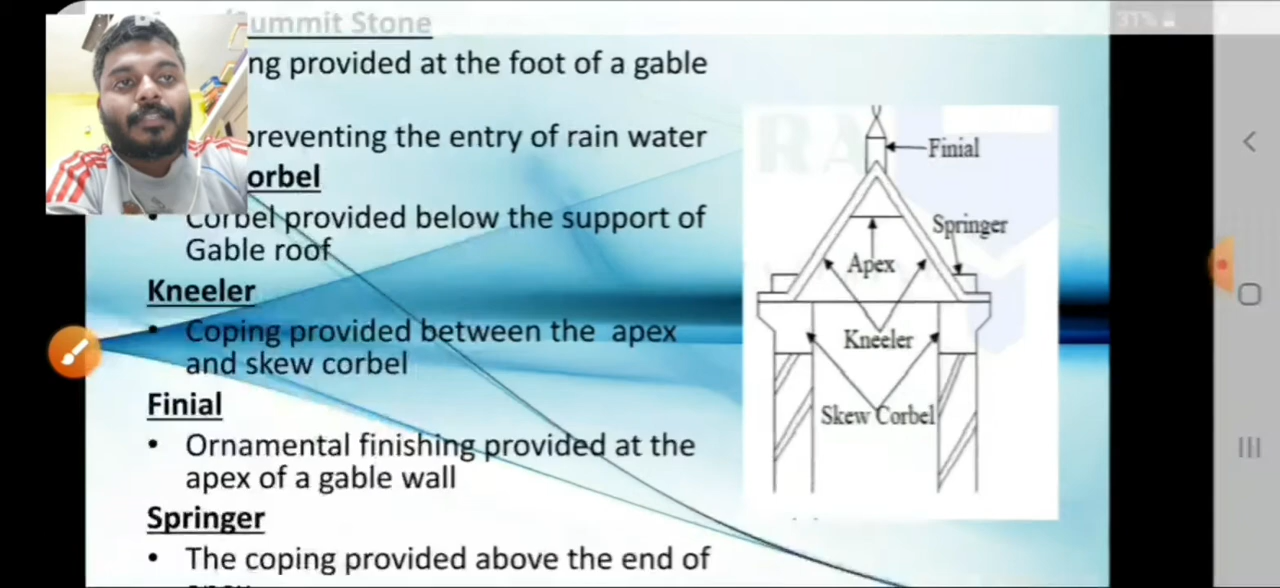 Summit Stone
ng provided at the foot of a gable
preventing the entry of rain water
orbel
• Corbel provided below the support of
Gable roof
Kneeler
• Coping provided between the apex
and skew corbel
Finial
• Ornamental finishing provided at the
apex of a gable wall
Springer
• The coping provided above the end of
Finial
Springer
Apex
Kneeler
Skew Corbel
31%